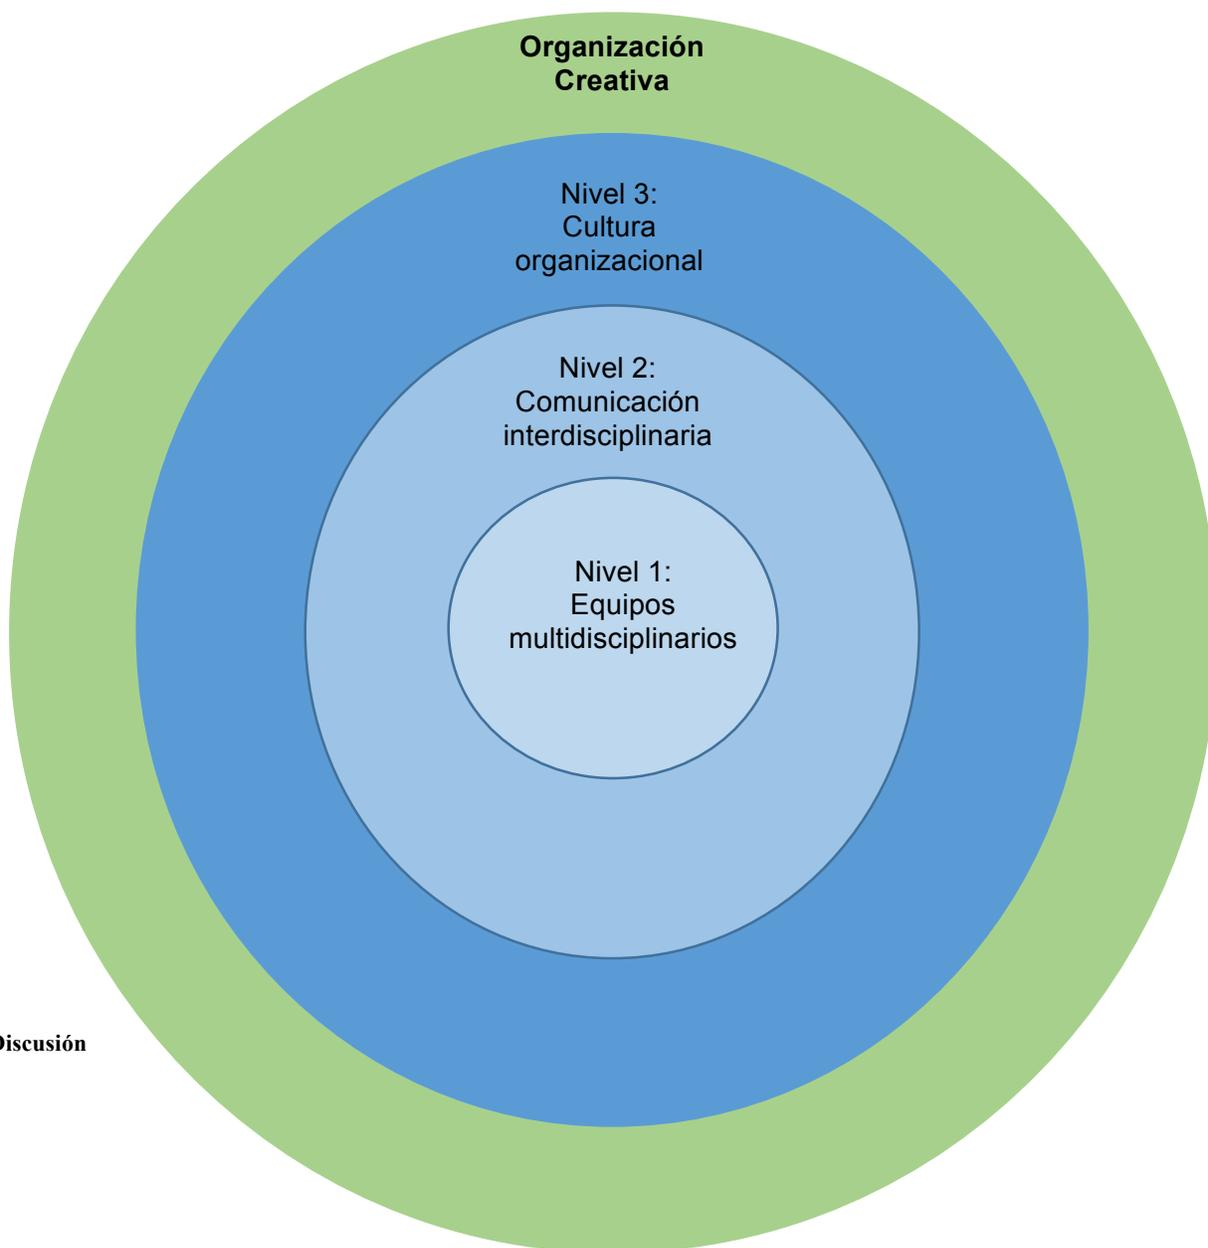 Organización
Creativa
Nivel 3:
Cultura
organizacional
Nivel 2:
Comunicación
interdisciplinaria
Nivel 1:
Equipos
multidisciplinarios
Discusión